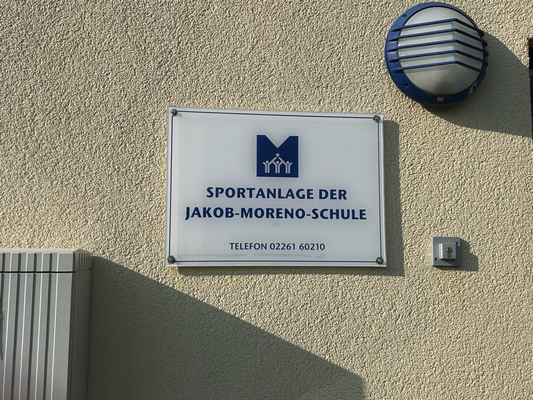 M
SPORTANLAGE DER
JAKOB-MORENO-SCHULE
TELEFON 02261 60210